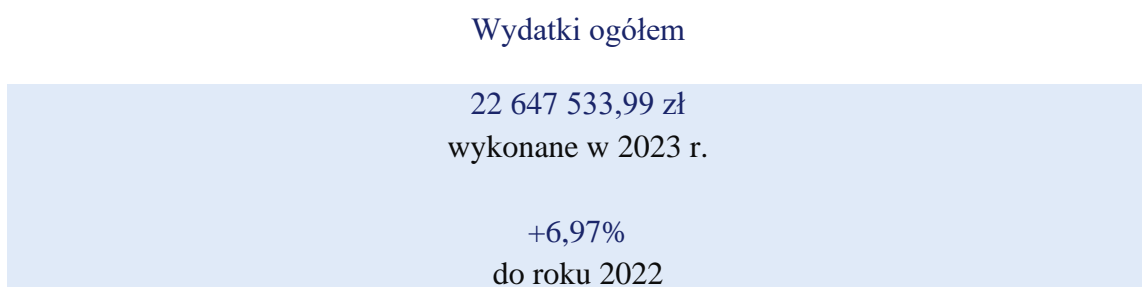 Wydatki ogółem
22 647 533,99 zł
wykonane w 2023 r.
+6,97%
do roku 2022